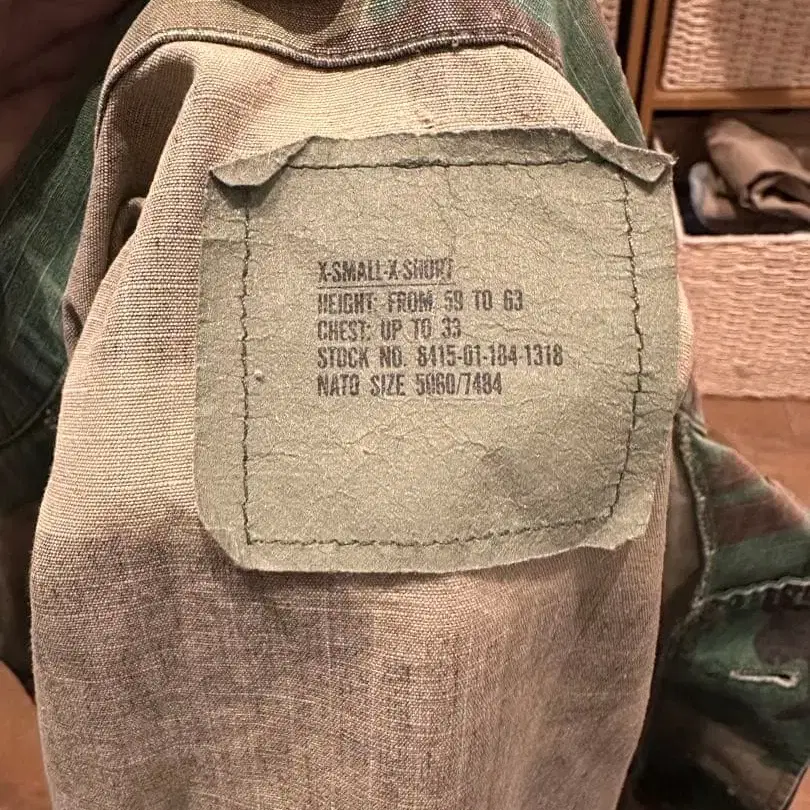 X-SMALL-X-SHORT
HEIGHT: FROM 59 TO 63
CHEST: UP TO 33
STOCK NO. 8415-01-184-1318
NATO SIZE 5060/7484